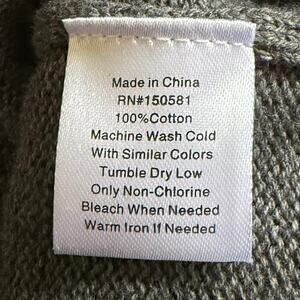 Made in China
RN#150581
100%Cotton
Machine Wash Cold
With Similar Colors
Tumble Dry Low
Only Non-Chlorine
Bleach When Needed
Warm Iron If Needed